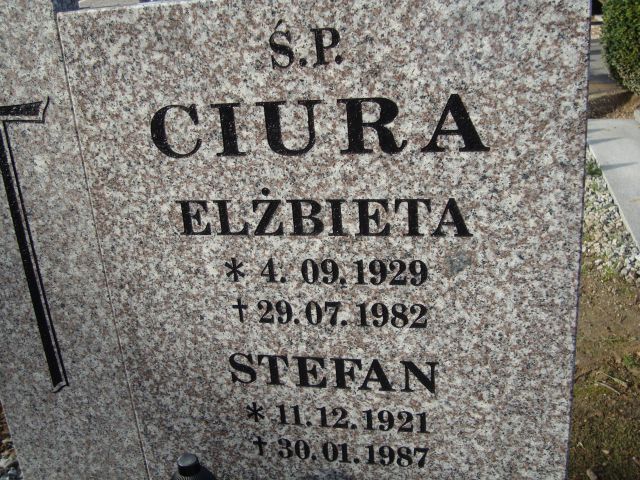 Ś.P.
CIURA
ELŻBIETA
* 4. 09. 1929
† 29. 07. 1982
STEFAN
* 11. 12. 1921
† 30. 01. 1987